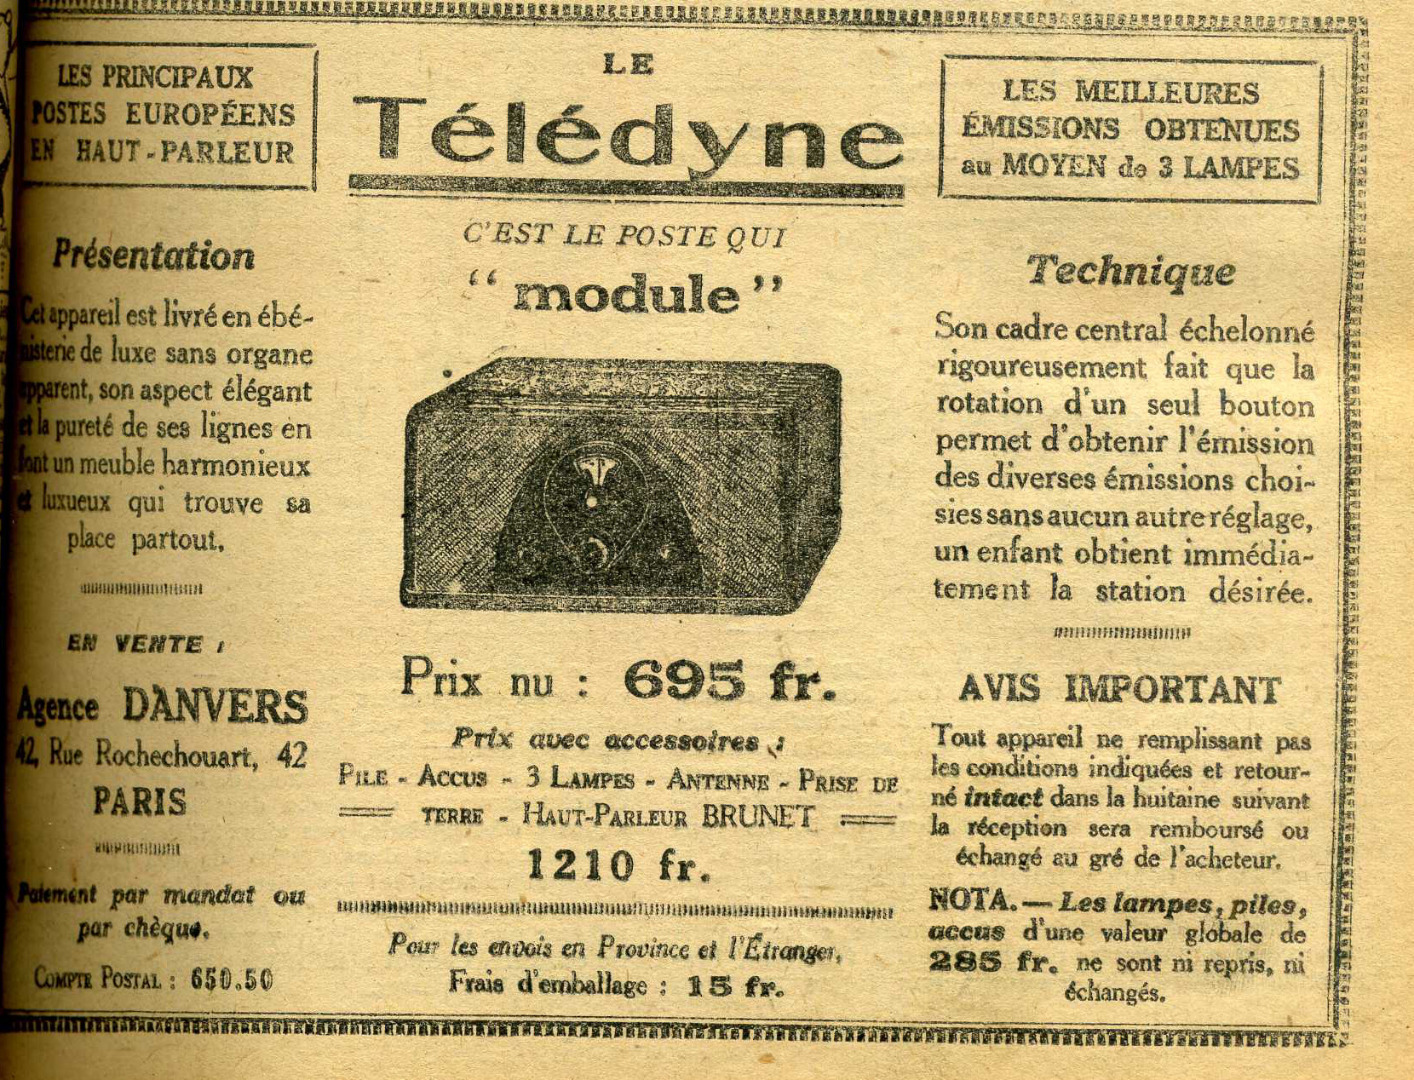 LES PRINCIPAUX
POSTES EUROPÉENS
EN HAUT-PARLEUR
LE
Télédyne
LES MEILLEURES
ÉMISSIONS OBTENUES
au MOYEN de 3 LAMPES
C'EST LE POSTE QUI
“module”
Présentation
Cet appareil est livré en ébé-
nisterie de luxe sans organe
apparent, son aspect élégant
et la pureté de ses lignes en
font un meuble harmonieux
et luxueux qui trouve sa
place partout.
EN VENTE :
Agence DANVERS
42, Rue Rochechouart, 42
PARIS
Paiement par mandat ou
par chèque.
COMPTE POSTAL : 650.50
Prix nu : 695 fr.
Prix avec accessoires :
PILE - ACCUS - 3 LAMPES - ANTENNE - PRISE DE
TERRE - HAUT-PARLEUR BRUNET
1210 fr.
Pour les envois en Province et l'Étranger,
Frais d'emballage : 15 fr.
Technique
Son cadre central échelonné
rigoureusement fait que la
rotation d'un seul bouton
permet d'obtenir l'émission
des diverses émissions choi-
sies sans aucun autre réglage,
un enfant obtient immédia-
tement la station désirée.
AVIS IMPORTANT
Tout appareil ne remplissant pas
les conditions indiquées et retour-
né intact dans la huitaine suivant
la réception sera remboursé ou
échangé au gré de l'acheteur.
NOTA. — Les lampes, piles,
accus d'une valeur globale de
285 fr. ne sont ni repris, ni
échangés.